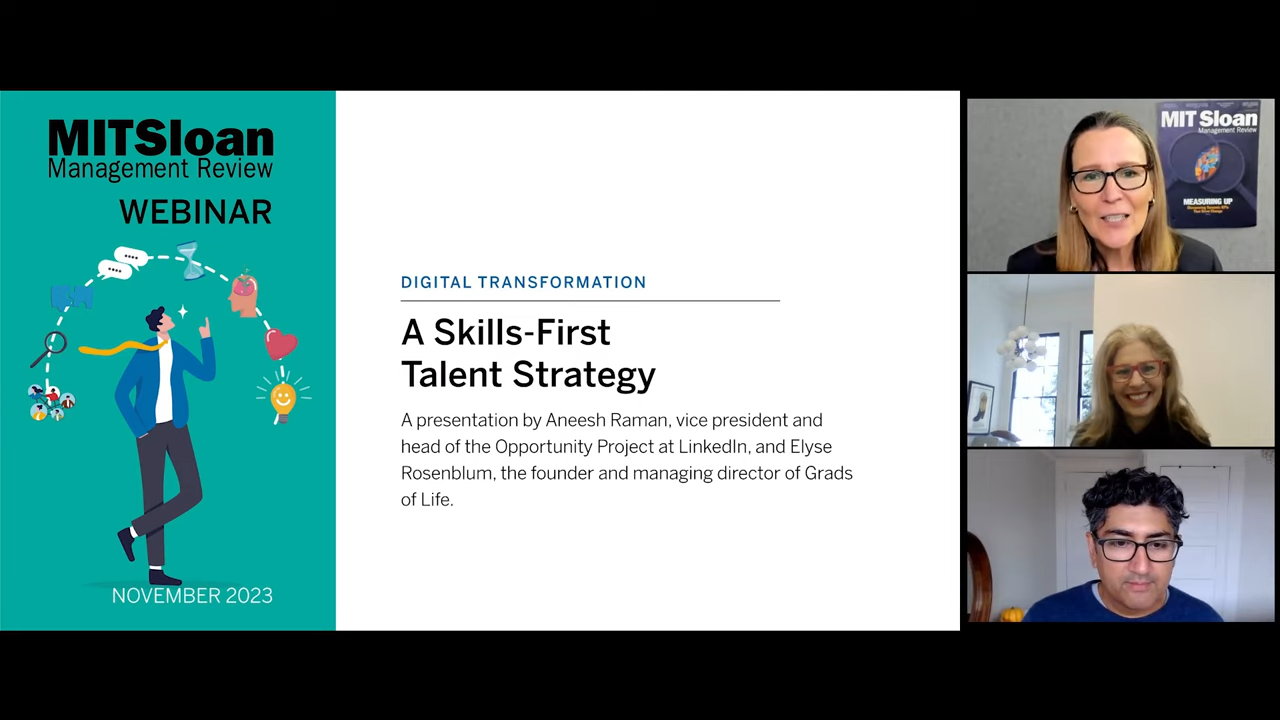 MITSloan
Management Review
WEBINAR
NOVEMBER 2023
DIGITAL TRANSFORMATION
A Skills-First
Talent Strategy
A presentation by Aneesh Raman, vice president and
head of the Opportunity Project at LinkedIn, and Elyse
Rosenblum, the founder and managing director of Grads
of Life.
MIT Sloan
Management Review
MEASURING UP